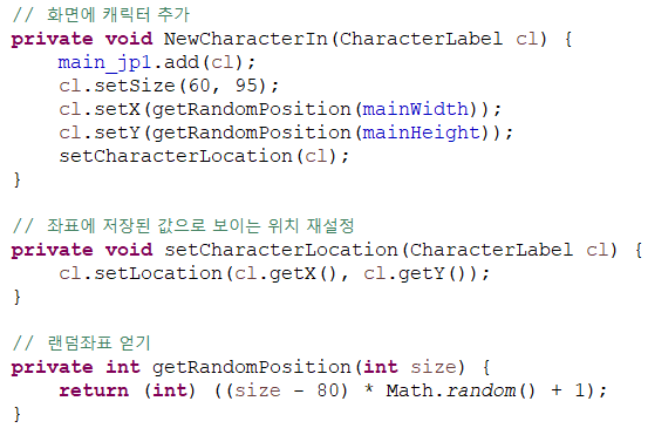 // 화면에 캐릭터 추가
private void NewCharacterIn(CharacterLabel cl) {
    main_jp1.add(cl);
    cl.setSize(60, 95);
    cl.setX(getRandomPosition(mainWidth));
    cl.setY(getRandomPosition(mainHeight));
    setCharacterLocation(cl);
}

// 좌표에 저장된 값으로 보이는 위치 재설정
private void setCharacterLocation(CharacterLabel cl) {
    cl.setLocation(cl.getX(), cl.getY());
}

// 랜덤좌표 얻기
private int getRandomPosition(int size) {
    return (int) ((size - 80) * Math.random() + 1);
}